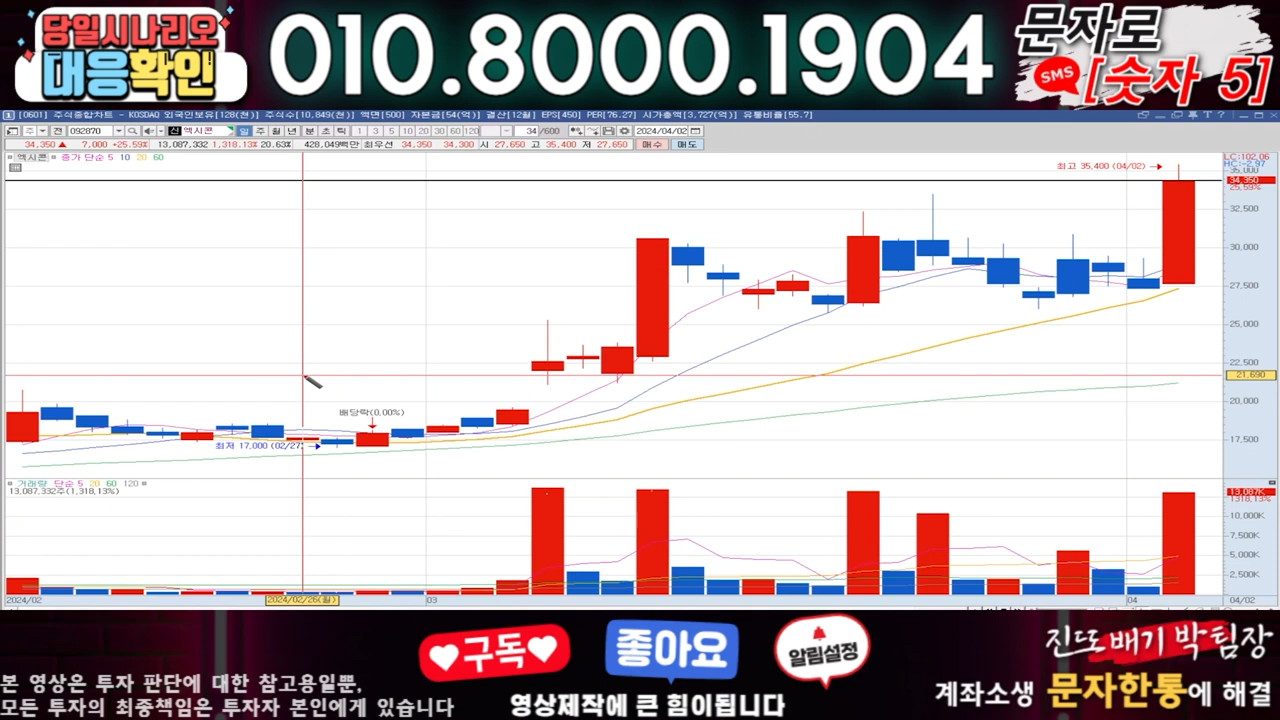 당일시나리오
대응확인
010.8000.1904
문자로
SMS
[숫자 5]
[0601] 주식종합차트 - KOSDAQ 외국인보유[128(천)] 주식수[10,849(천)] 액면[500] 자본금[54(억)] 결산[12월] EPS[450] PER[76.27] 시가총액[3,727(억)] 유동비율[55.7]
주 전 092870 신 엑시콘 일 주 월 년 분 초 틱 1 3 5 10 20 30 60 120 34 /600 2024/04/02
34,350 ▲ 7,000 +25.59% 13,087,332 1,318.13% 20.63% 428,049백만 최우선 34,350 34,300 시 27,650 고 35,400 저 27,650 매수 매도
엑시콘 종가 단순 5 10 20 60
LC:102.06
HC:-2.97
최고 35,400 (04/02)
35,000
34,350
25.59%
32,500
30,000
27,500
25,000
22,500
21,690
20,000
17,500
배당락(0.00%)
최저 17,000 (02/27)
거래량 단순 5 20 60 120
13,087,332주(1,318.13%)
13,087K
1318.13%
10,000K
7,500K
5,000K
2,500K
2024/02
2024/02/26(월)
03
04
04/02
구독
좋아요
알림설정
영상제작에 큰 힘이됩니다
본 영상은 투자 판단에 대한 참고용일뿐,
모든 투자의 최종책임은 투자자 본인에게 있습니다
진또배기 박팀장
계좌소생 문자한통에 해결